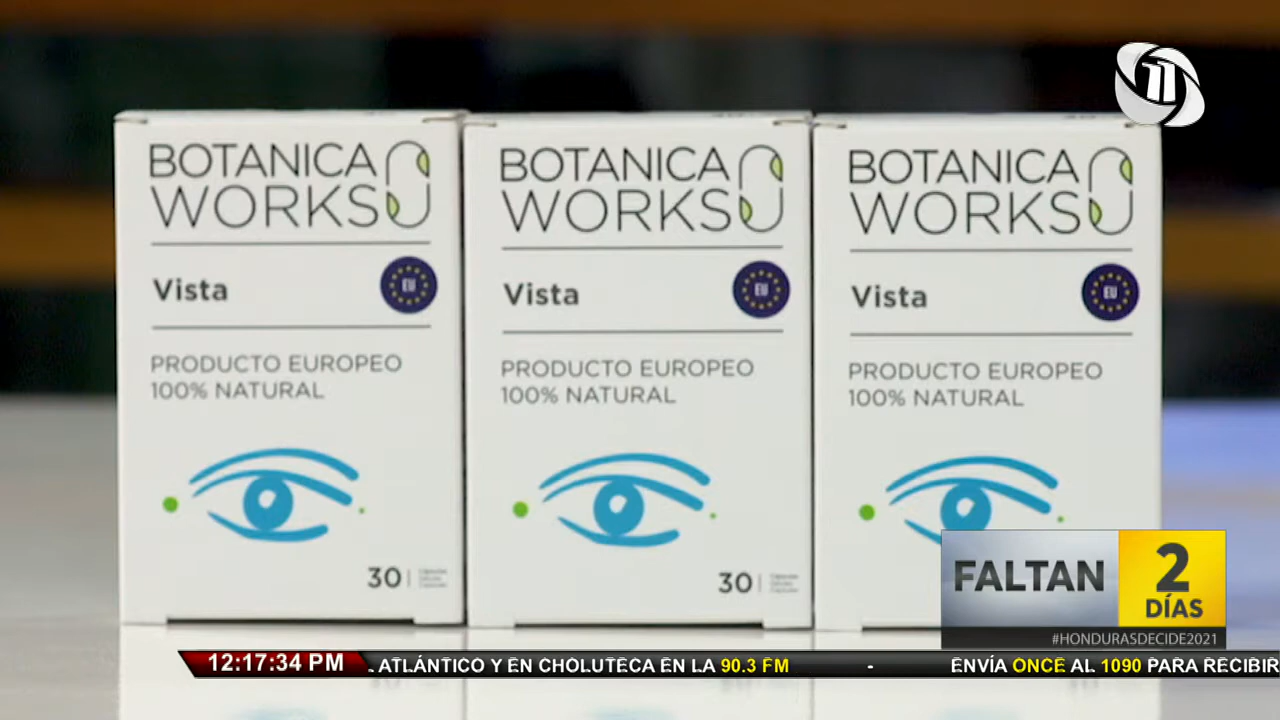 11
BOTANICA
WORKS
Vista
EU
PRODUCTO EUROPEO
100% NATURAL
30
BOTANICA
WORKS
Vista
EU
PRODUCTO EUROPEO
100% NATURAL
30
BOTANICA
WORKS
Vista
EU
PRODUCTO EUROPEO
100% NATURAL
FALTAN 2
DÍAS
#HONDURASDECIDE2021
12:17:34 PM
. ATLÁNTICO Y EN CHOLUTECA EN LA 90.3 FM - ENVÍA ONCE AL 1090 PARA RECIBIR